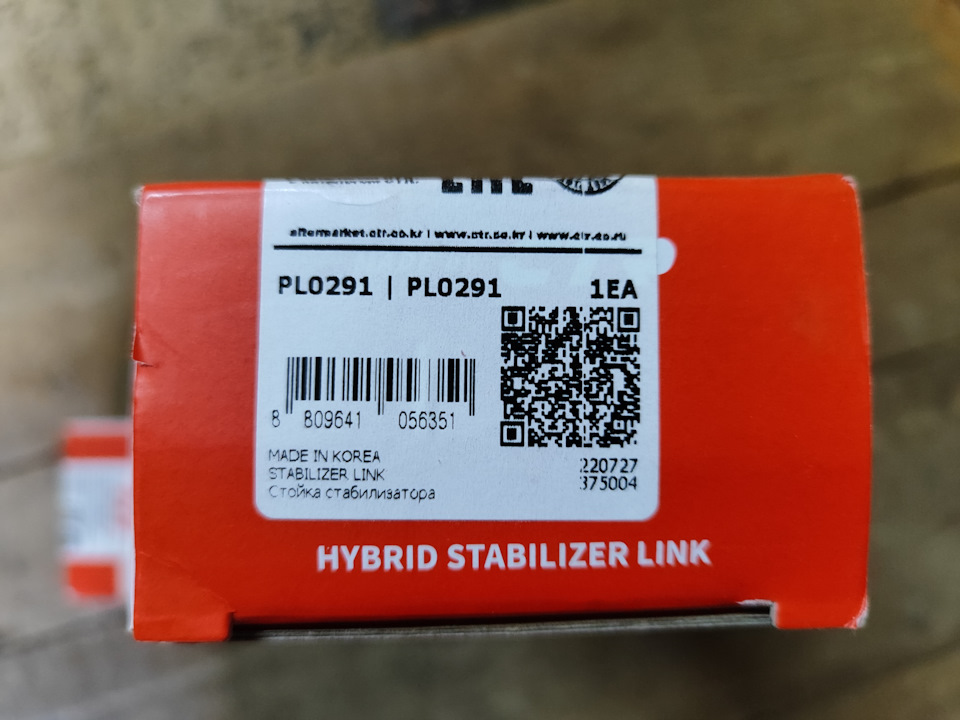 aftermarket.ctr.co.kr | www.ctr.co.kr | www.ctr.co.ru
PL0291 | PL0291 1EA
8 809641 056351
MADE IN KOREA
STABILIZER LINK
Стойка стабилизатора
220727
375004
HYBRID STABILIZER LINK